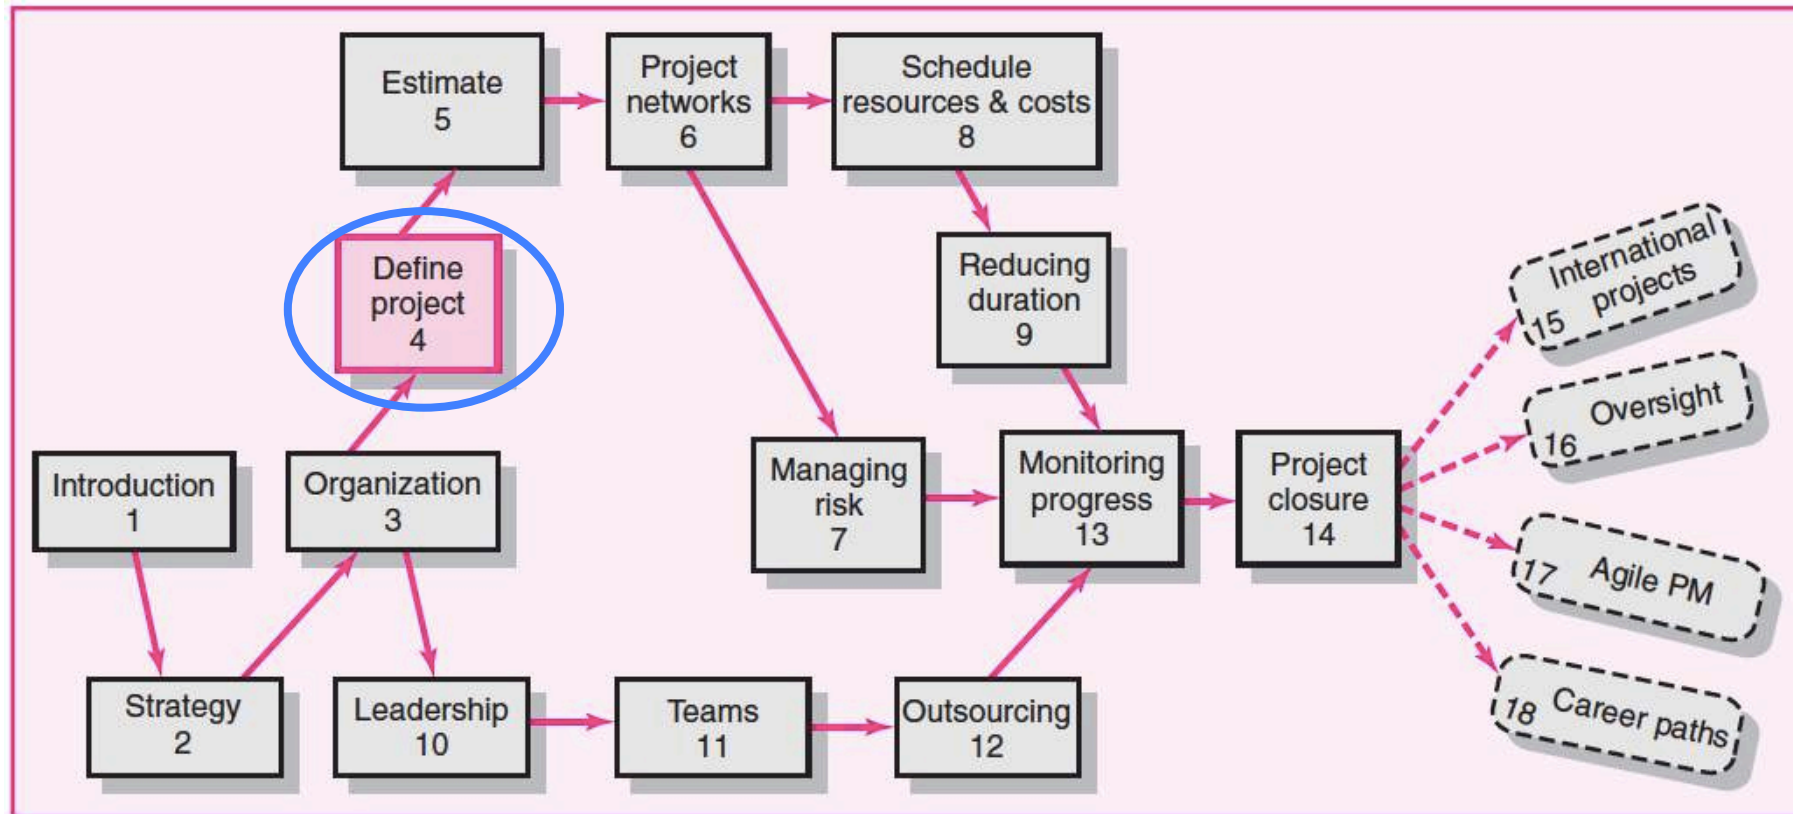 Estimate
5
Project
networks
6
Schedule
resources & costs
8
Define
project
4
Reducing
duration
9
International
projects
15
Oversight
16
Introduction
1
Organization
3
Managing
risk
7
Monitoring
progress
13
Project
closure
14
Agile PM
17
Strategy
2
Leadership
10
Teams
11
Outsourcing
12
Career paths
18